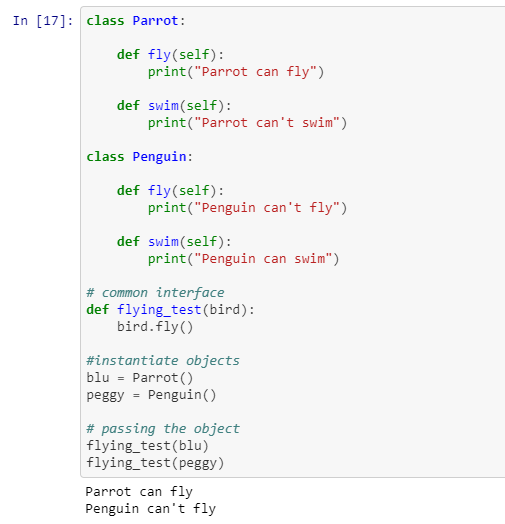 In [17]: class Parrot:
def fly(self):
print("Parrot can fly")
def swim(self):
print("Parrot can't swim")
class Penguin:
def fly(self):
print("Penguin can't fly")
def swim(self):
print("Penguin can swim")
# common interface
def flying_test(bird):
bird.fly()
#instantiate objects
blu = Parrot()
peggy = Penguin()
# passing the object
flying_test(blu)
flying_test(peggy)
Parrot can fly
Penguin can't fly